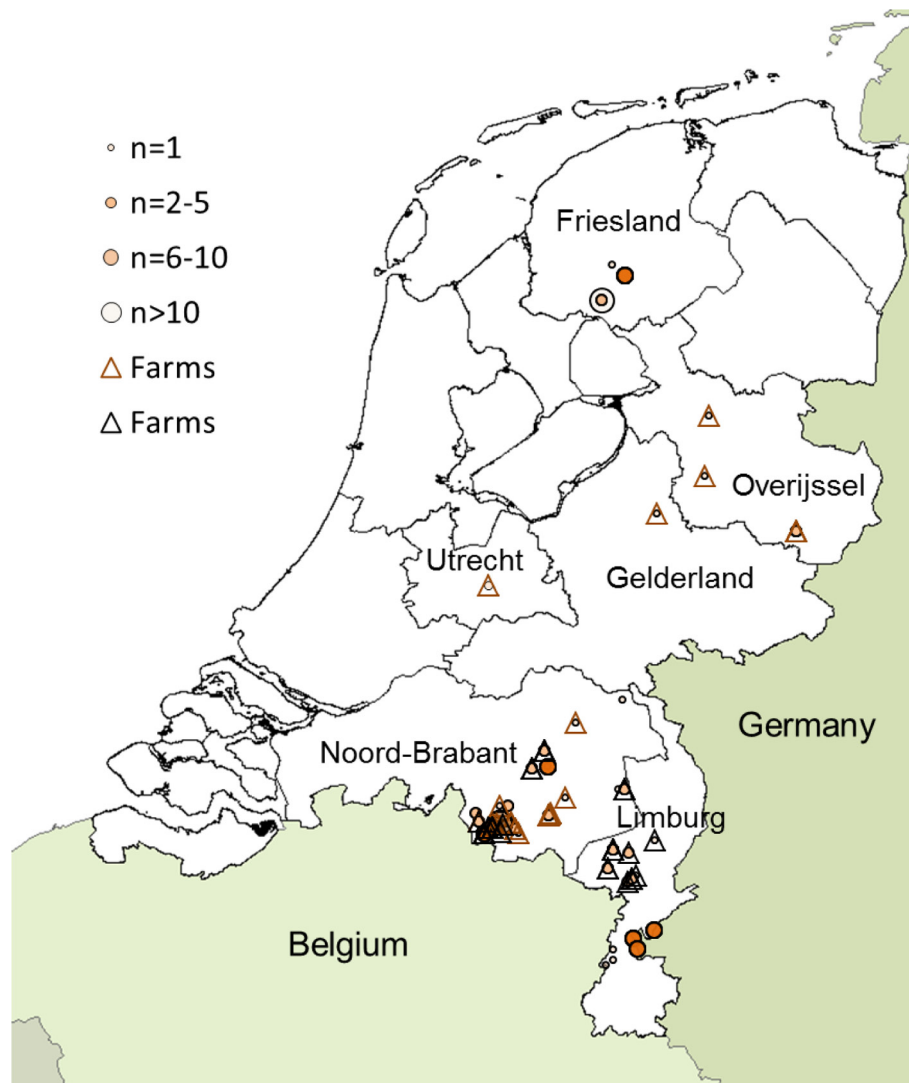 n=1
n=2-5
n=6-10
n>10
Farms
Farms
Friesland
Overijssel
Utrecht
Gelderland
Germany
Noord-Brabant
Limburg
Belgium